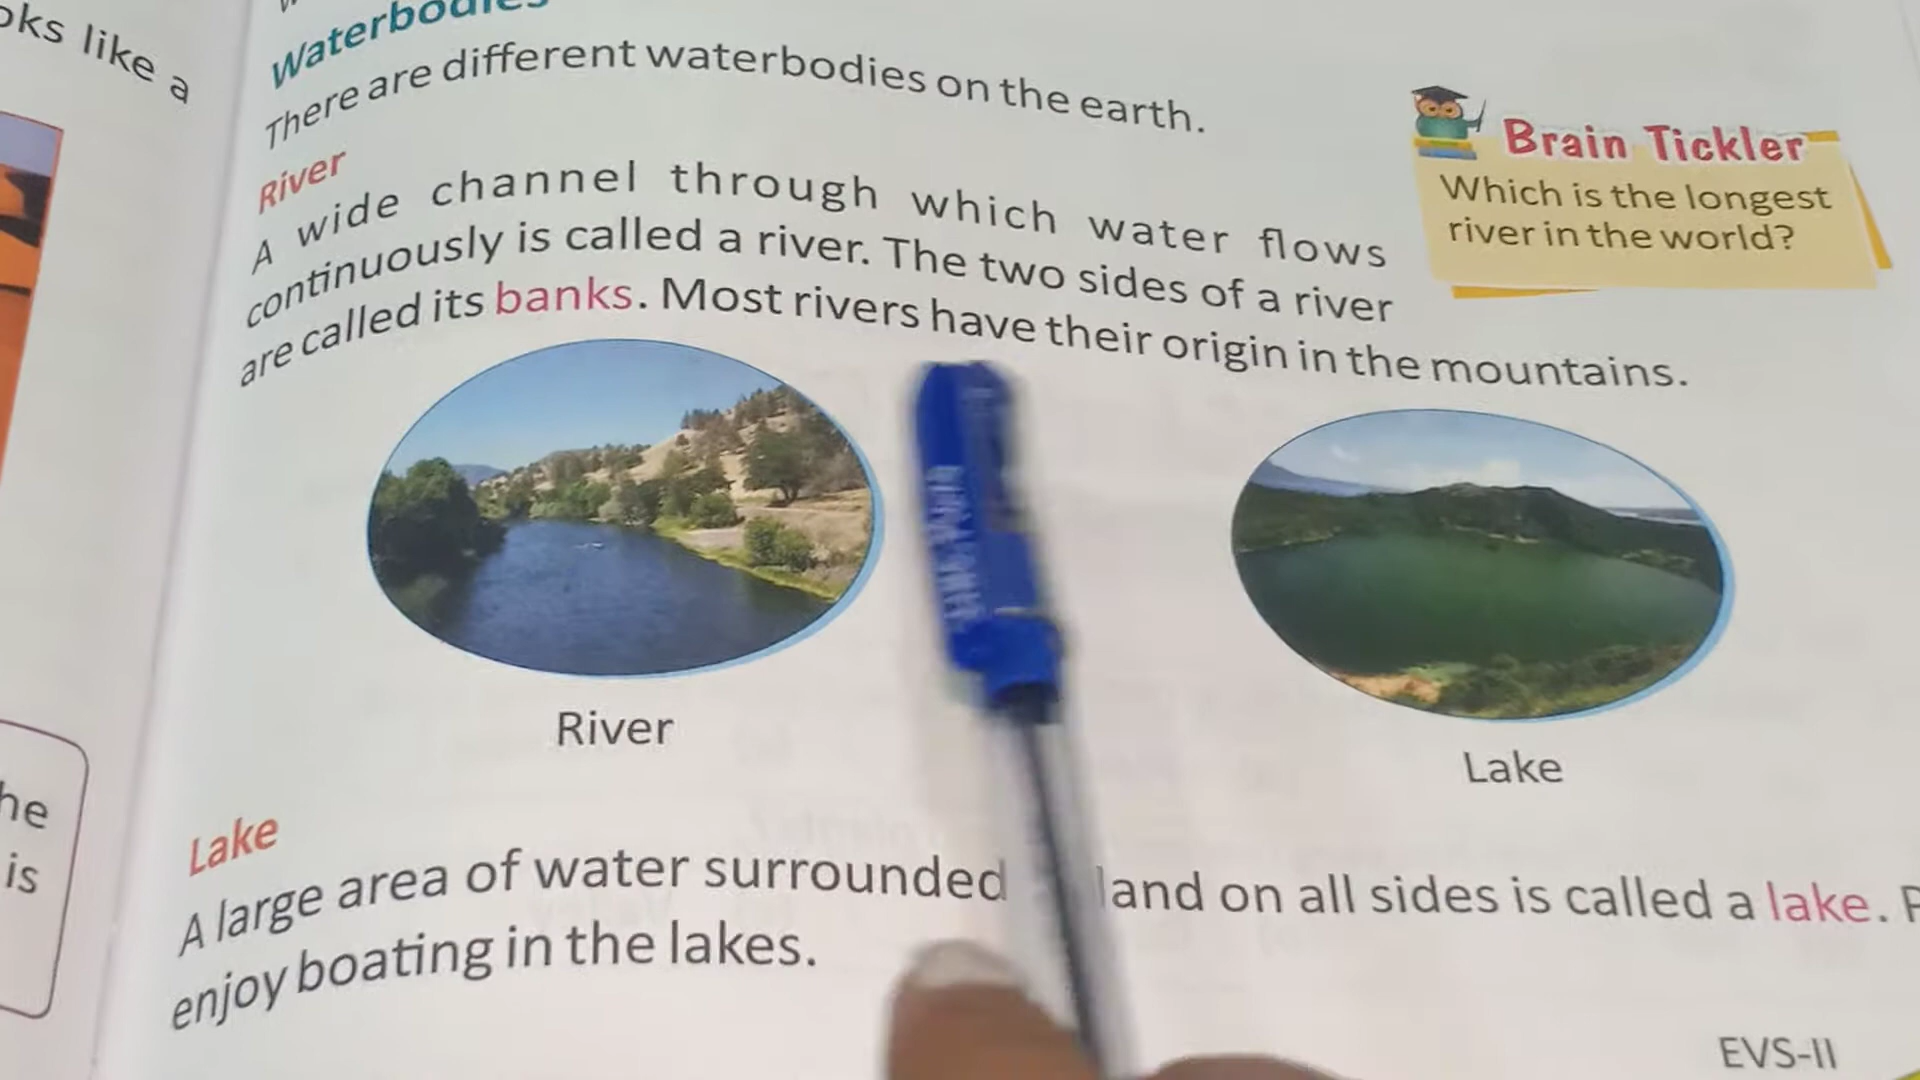 oks like a
Waterbodies
There are different waterbodies on the earth.
River
A wide channel through which water flows
continuously is called a river. The two sides of a river
are called its banks. Most rivers have their origin in the mountains.
Brain Tickler
Which is the longest
river in the world?
River
Lake
Lake
A large area of water surrounded land on all sides is called a lake.
enjoy boating in the lakes.
he
is
EVS-II